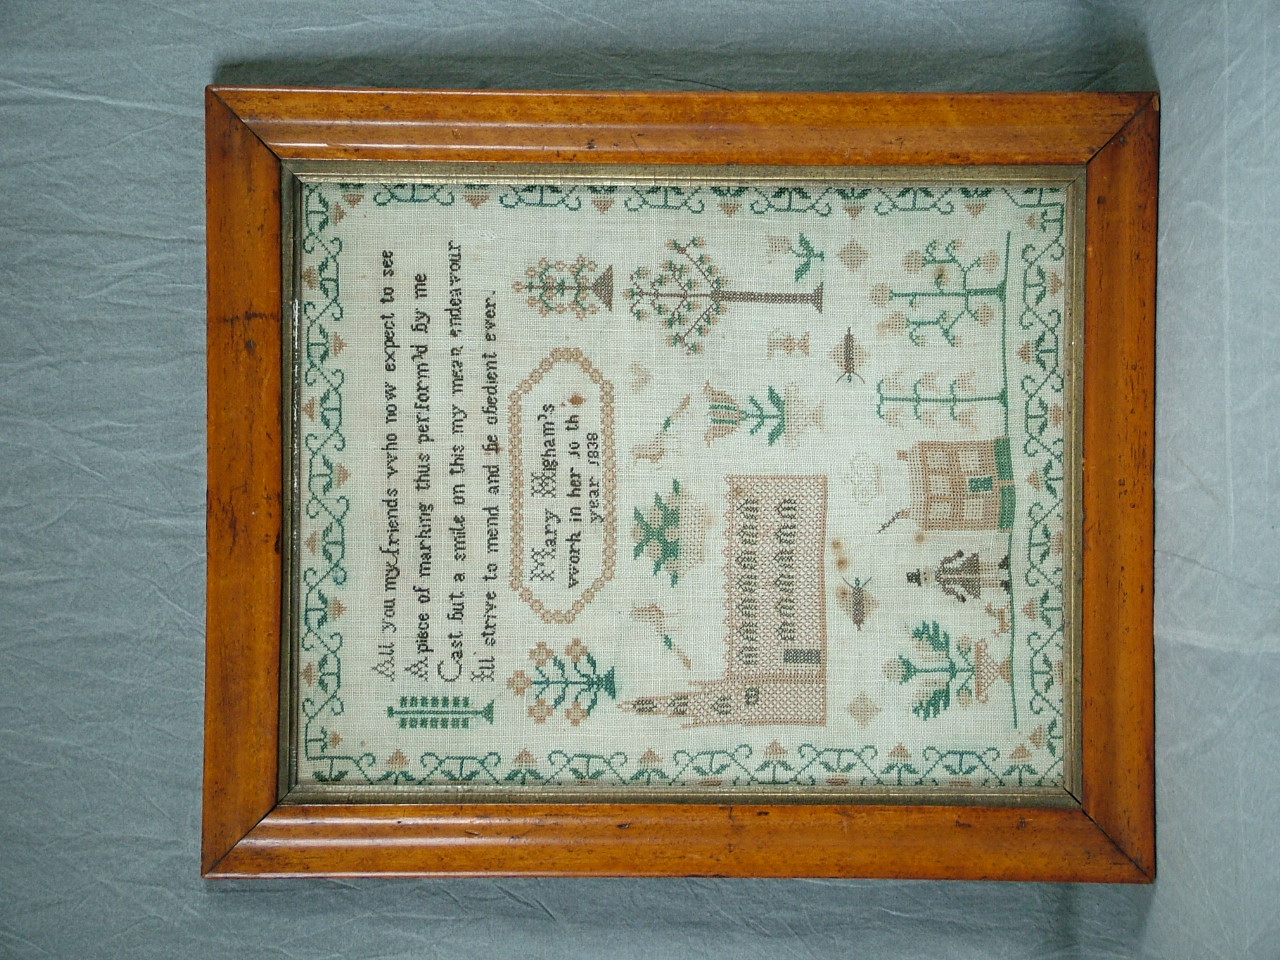 All you my friends who now expect to see
A piece of marking thus perform'd by me
Cast but a smile on this my mean endeavour
Ill strive to mend and be obedient ever.
Mary Higham's
work in her 10 th
year 1838